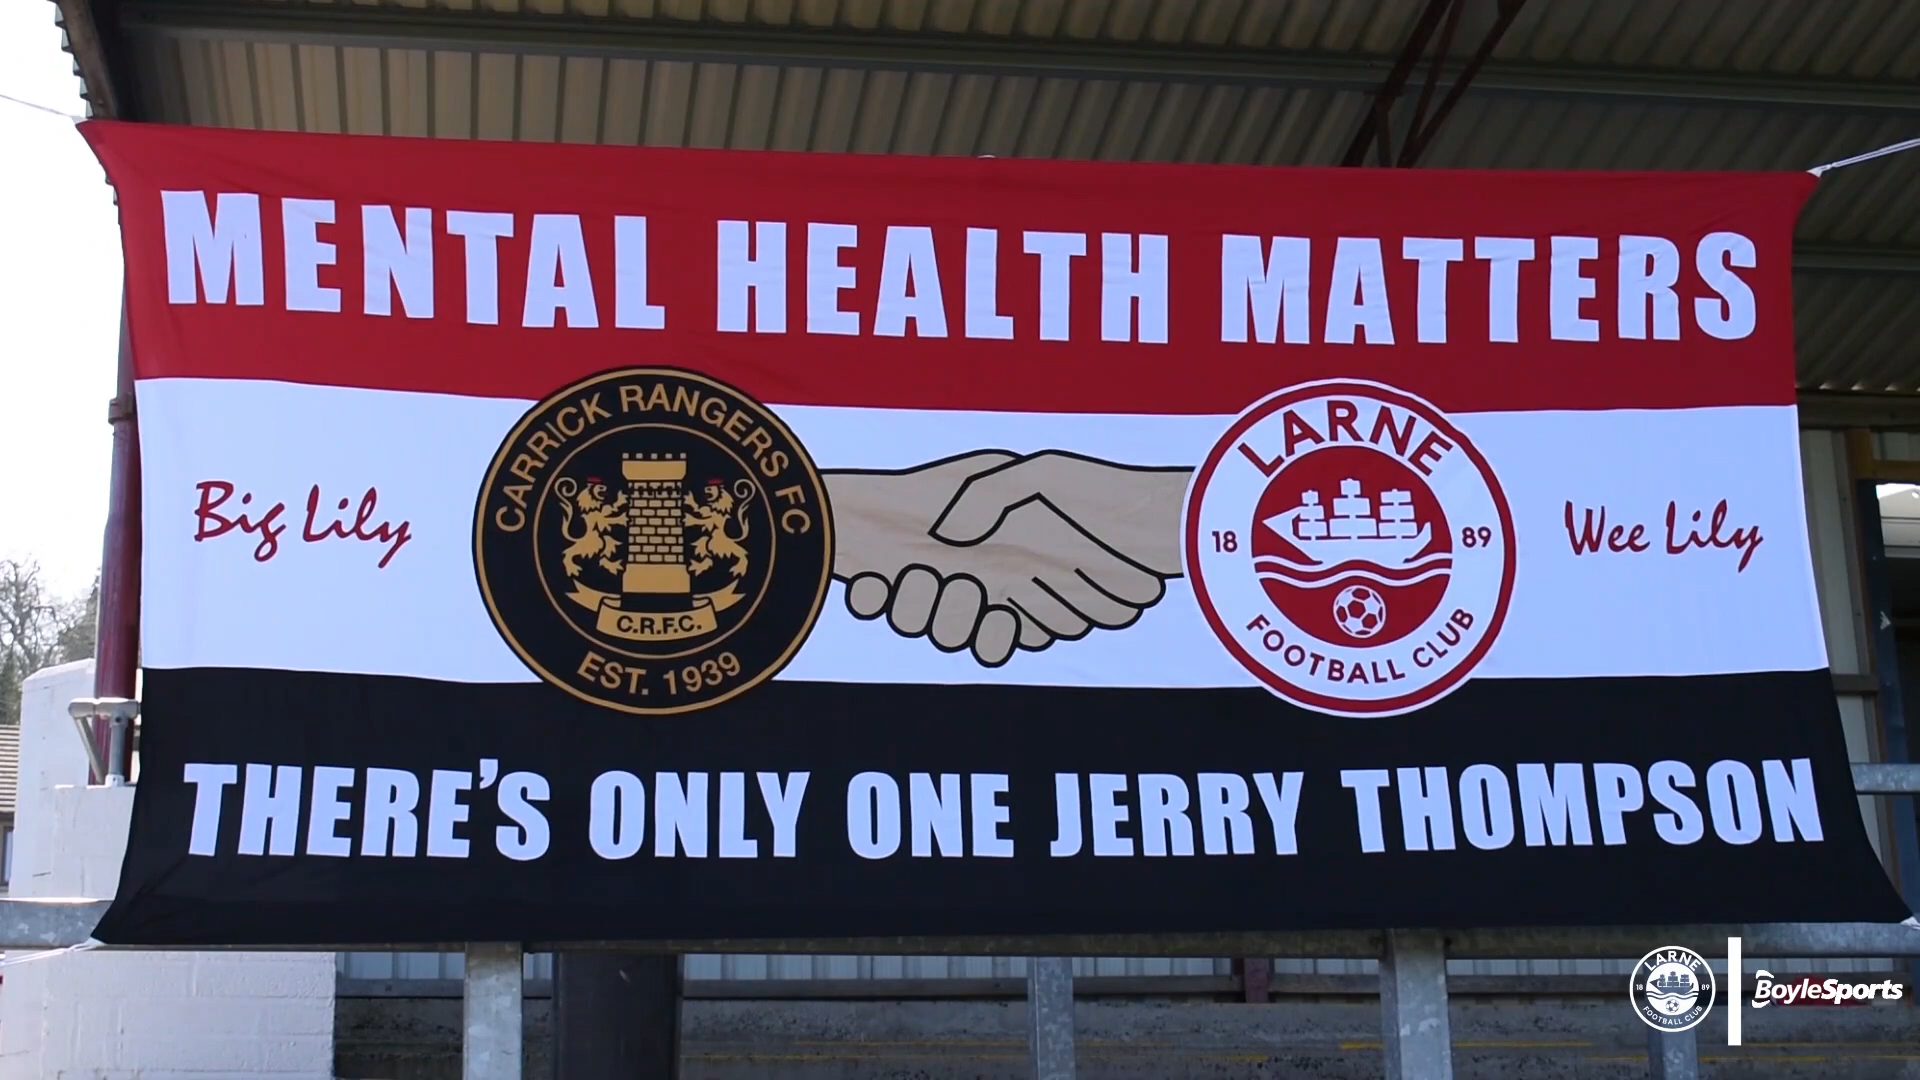 MENTAL HEALTH MATTERS
Big Lily
CARRICK RANGERS FC
C.R.F.C.
EST. 1939
LARNE
18 89
FOOTBALL CLUB
Wee Lily
THERE'S ONLY ONE JERRY THOMPSON
LARNE
18 89
FOOTBALL CLUB
BoyleSports